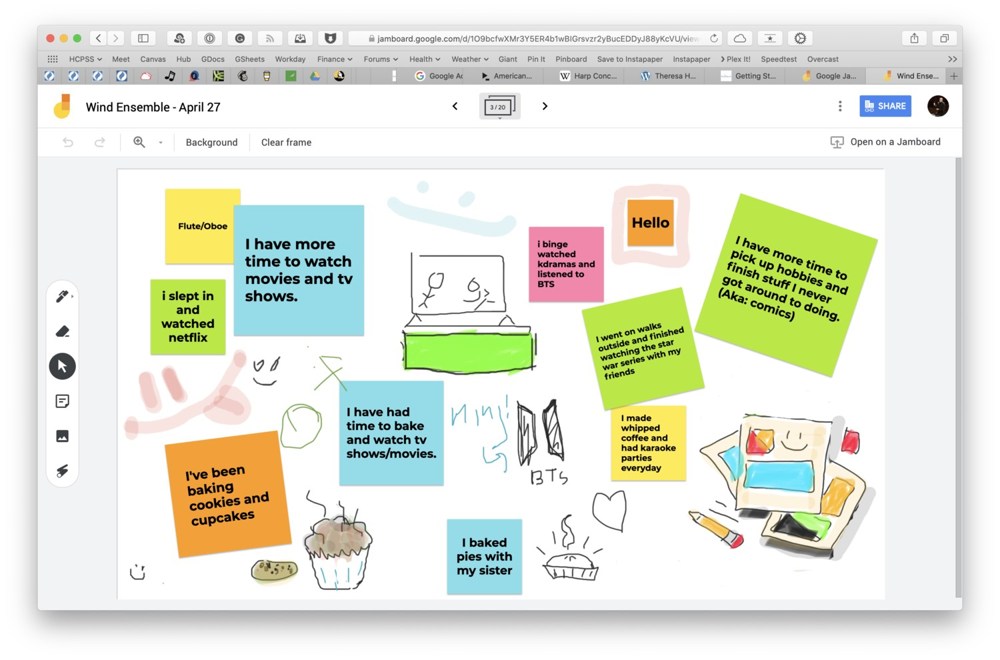 jamboard.google.com/d/1O9bcfwXMr3Y5ER4b1wBIGrsvzr2yBucEDDyJ88yKcVU/view
HCPSS Meet Canvas Hub GDocs GSheets Workday Finance Forums Health Weather Giant Pin It Pinboard Save to Instapaper Instapaper Plex It! Speedtest Overcast
Google Ac American... Harp Conc... Theresa H... Getting St... Google Ja... Wind Ense...
Wind Ensemble - April 27
3 / 20
SHARE
Background
Clear frame
Open on a Jamboard
Flute/Oboe
I have more
time to watch
movies and tv
shows.
i slept in
and
watched
netflix
i binge
watched
kdramas and
listened to
BTS
Hello
I have more time to
pick up hobbies and
finish stuff I never
got around to doing.
(Aka: comics)
I went on walks
outside and finished
watching the star
war series with my
friends
I have had
time to bake
and watch tv
shows/movies.
BTS
I made
whipped
coffee and
had karaoke
parties
everyday
I've been
baking
cookies and
cupcakes
I baked
pies with
my sister